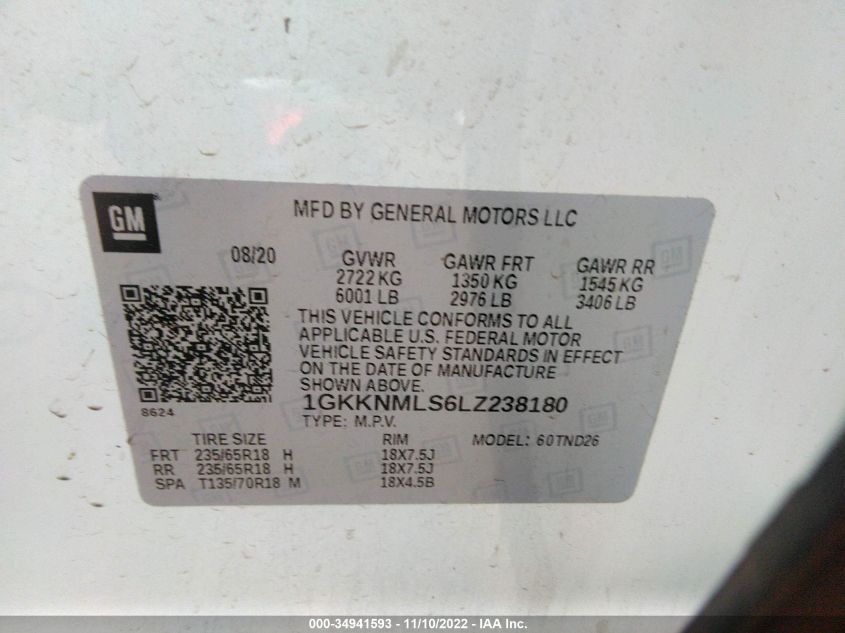 GM
MFD BY GENERAL MOTORS LLC
08/20
GVWR GAWR FRT GAWR RR
2722 KG 1350 KG 1545 KG
6001 LB 2976 LB 3406 LB
THIS VEHICLE CONFORMS TO ALL
APPLICABLE U.S. FEDERAL MOTOR
VEHICLE SAFETY STANDARDS IN EFFECT
ON THE DATE OF MANUFACTURE
SHOWN ABOVE.
8624
1GKKNMLS6LZ238180
TYPE: M.P.V.
TIRE SIZE RIM MODEL: 60TND26
FRT 235/65R18 H 18X7.5J
RR 235/65R18 H 18X7.5J
SPA T135/70R18 M 18X4.5B
000-34941593 - 11/10/2022 - IAA Inc.